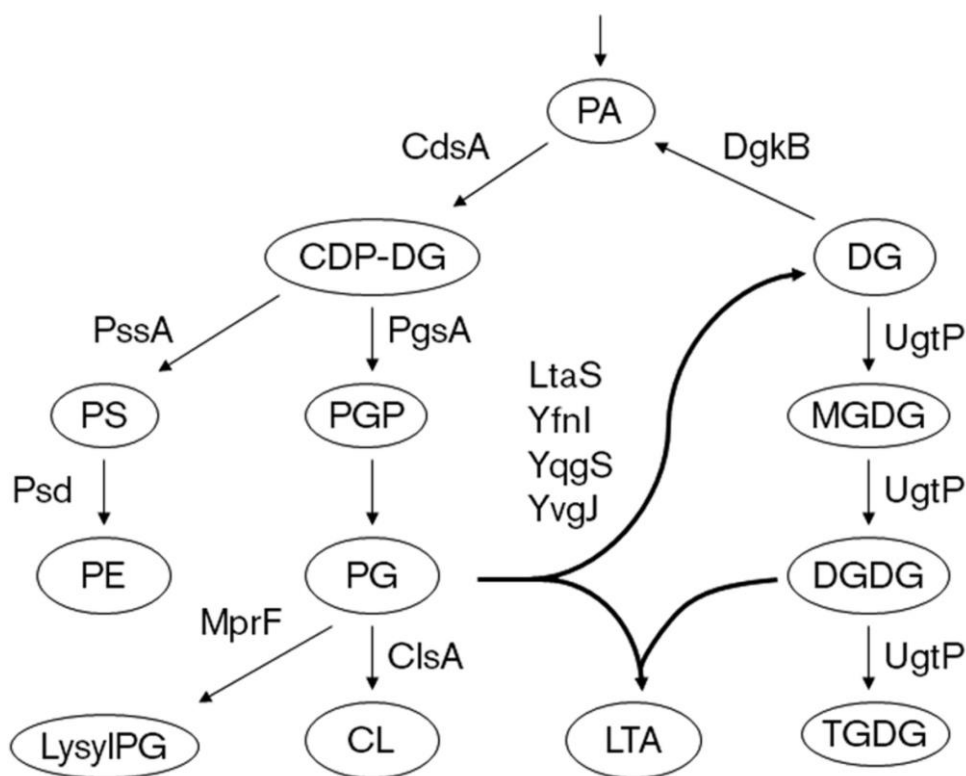 PA
CdsA
DgkB
CDP-DG
DG
PssA
PgsA
UgtP
LtaS
YfnI
YqgS
YvgJ
PS
PGP
MGDG
Psd
UgtP
PE
PG
DGDG
MprF
ClsA
UgtP
LysylPG
CL
LTA
TGDG